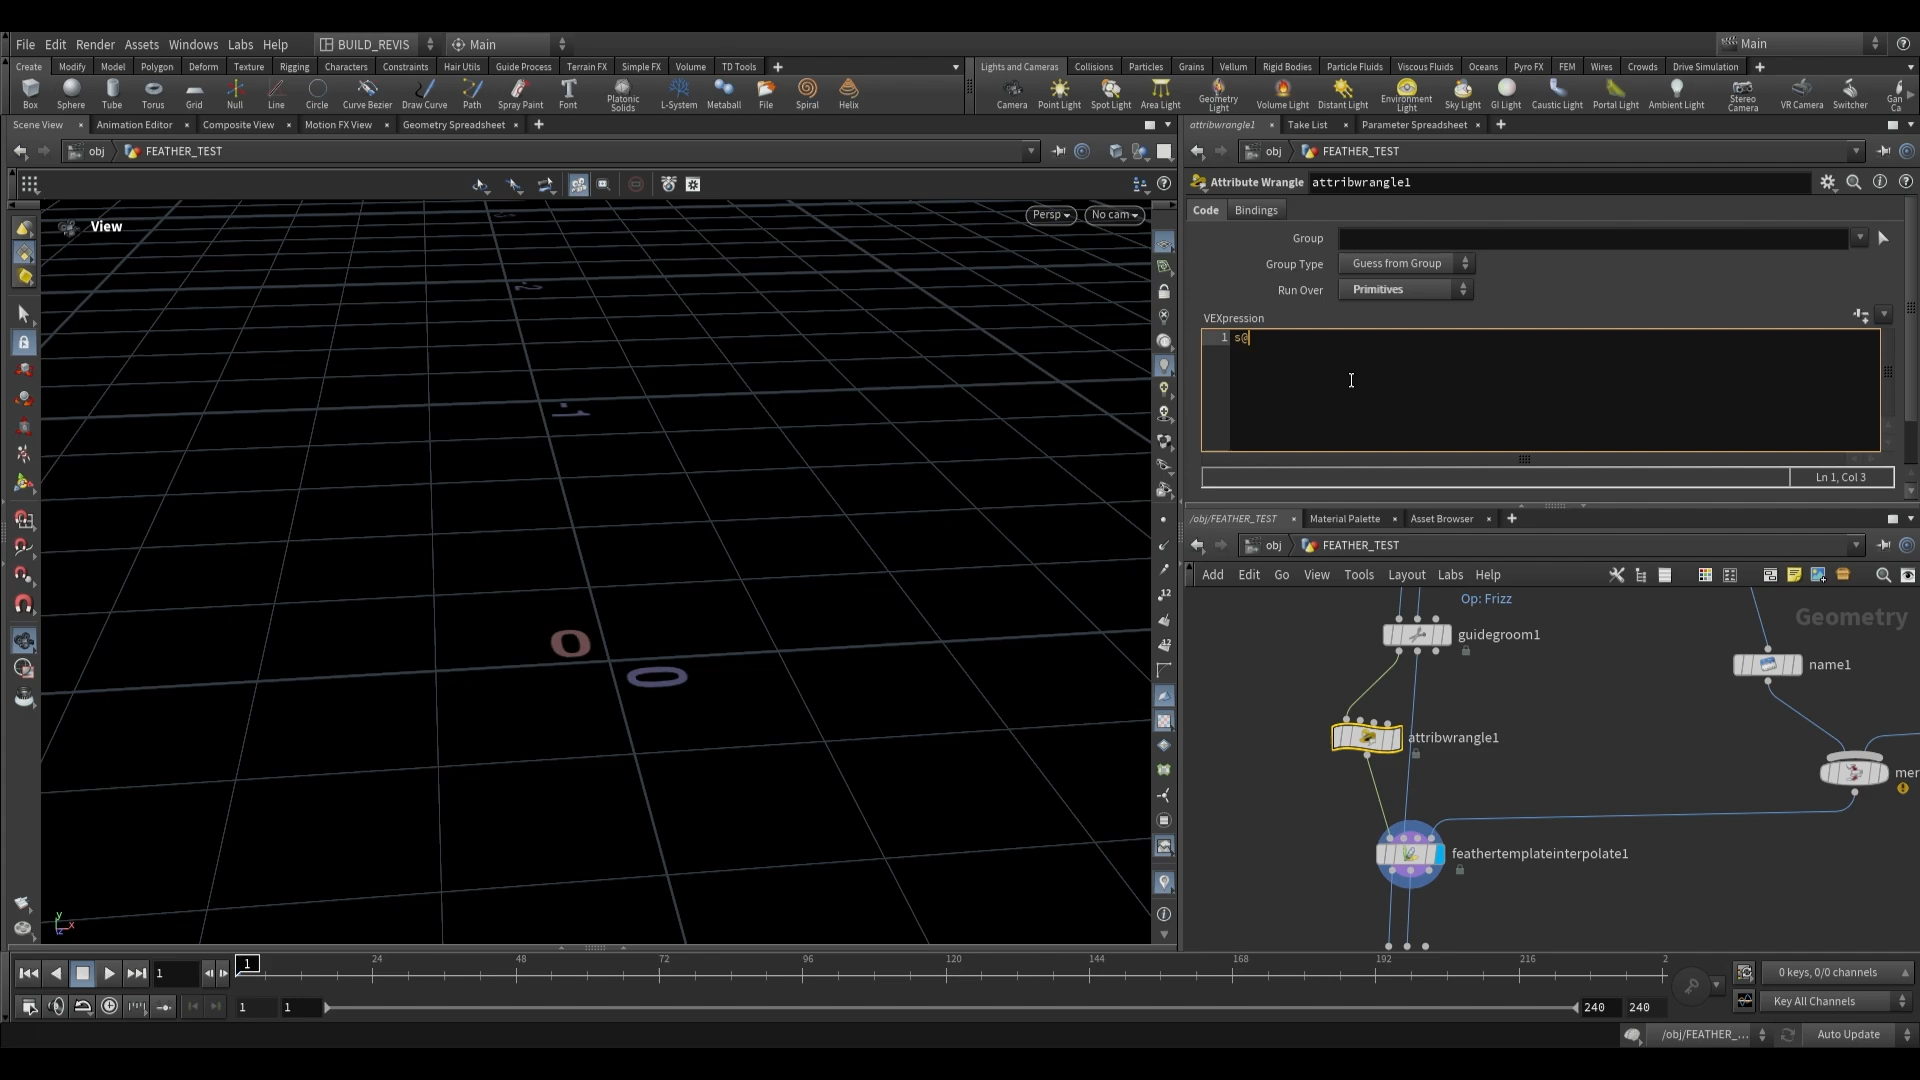 File Edit Render Assets Windows Labs Help BUILD_REVIS Main Main
Create Modify Model Polygon Deform Texture Rigging Characters Constraints Hair Utils Guide Process Terrain FX Simple FX Volume TD Tools
Lights and Cameras Collisions Particles Grains Vellum Rigid Bodies Particle Fluids Viscous Fluids Oceans Pyro FX FEM Wires Crowds Drive Simulation
Box Sphere Tube Torus Grid Null Line Circle Curve Bezier Draw Curve Path Spray Paint Font Platonic Solids L-System Metaball File Spiral Helix
Camera Point Light Spot Light Area Light Geometry Light Volume Light Distant Light Environment Light Sky Light GI Light Caustic Light Portal Light Ambient Light Stereo Camera VR Camera Switcher Gan Ca
Scene View Animation Editor Composite View Motion FX View Geometry Spreadsheet
attribwrangle1 Take List Parameter Spreadsheet
obj FEATHER_TEST
obj FEATHER_TEST
Attribute Wrangle attribwrangle1
View
Persp No cam
Code Bindings
Group
Group Type Guess from Group
Run Over Primitives
VEXpression
1 s@
Ln 1, Col 3
/obj/FEATHER_TEST Material Palette Asset Browser
obj FEATHER_TEST
Add Edit Go View Tools Layout Labs Help
Op: Frizz
Geometry
guidegroom1
name1
attribwrangle1
mer
feathertemplateinterpolate1
0
0
12
12
y
x
z
1 1 24 48 72 96 120 144 168 192 216 2
0 keys, 0/0 channels
1 1 240 240
Key All Channels
/obj/FEATHER_... Auto Update